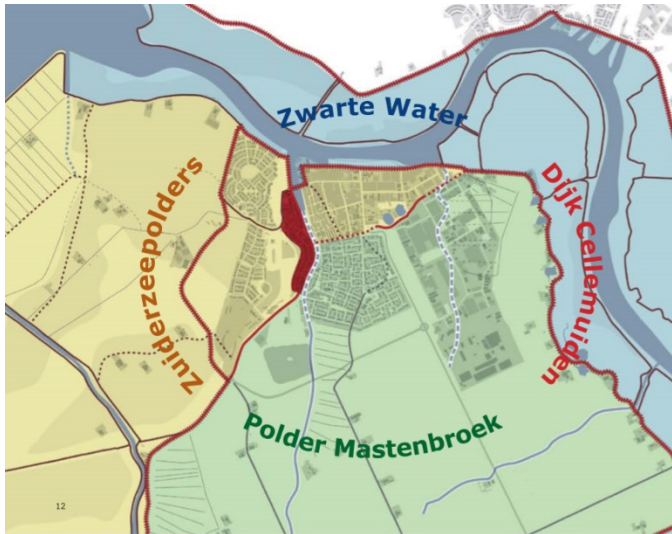 Zwarte Water
Zuiderzeepolders
Dijk Cellemuiden
Polder Mastenbroek
12